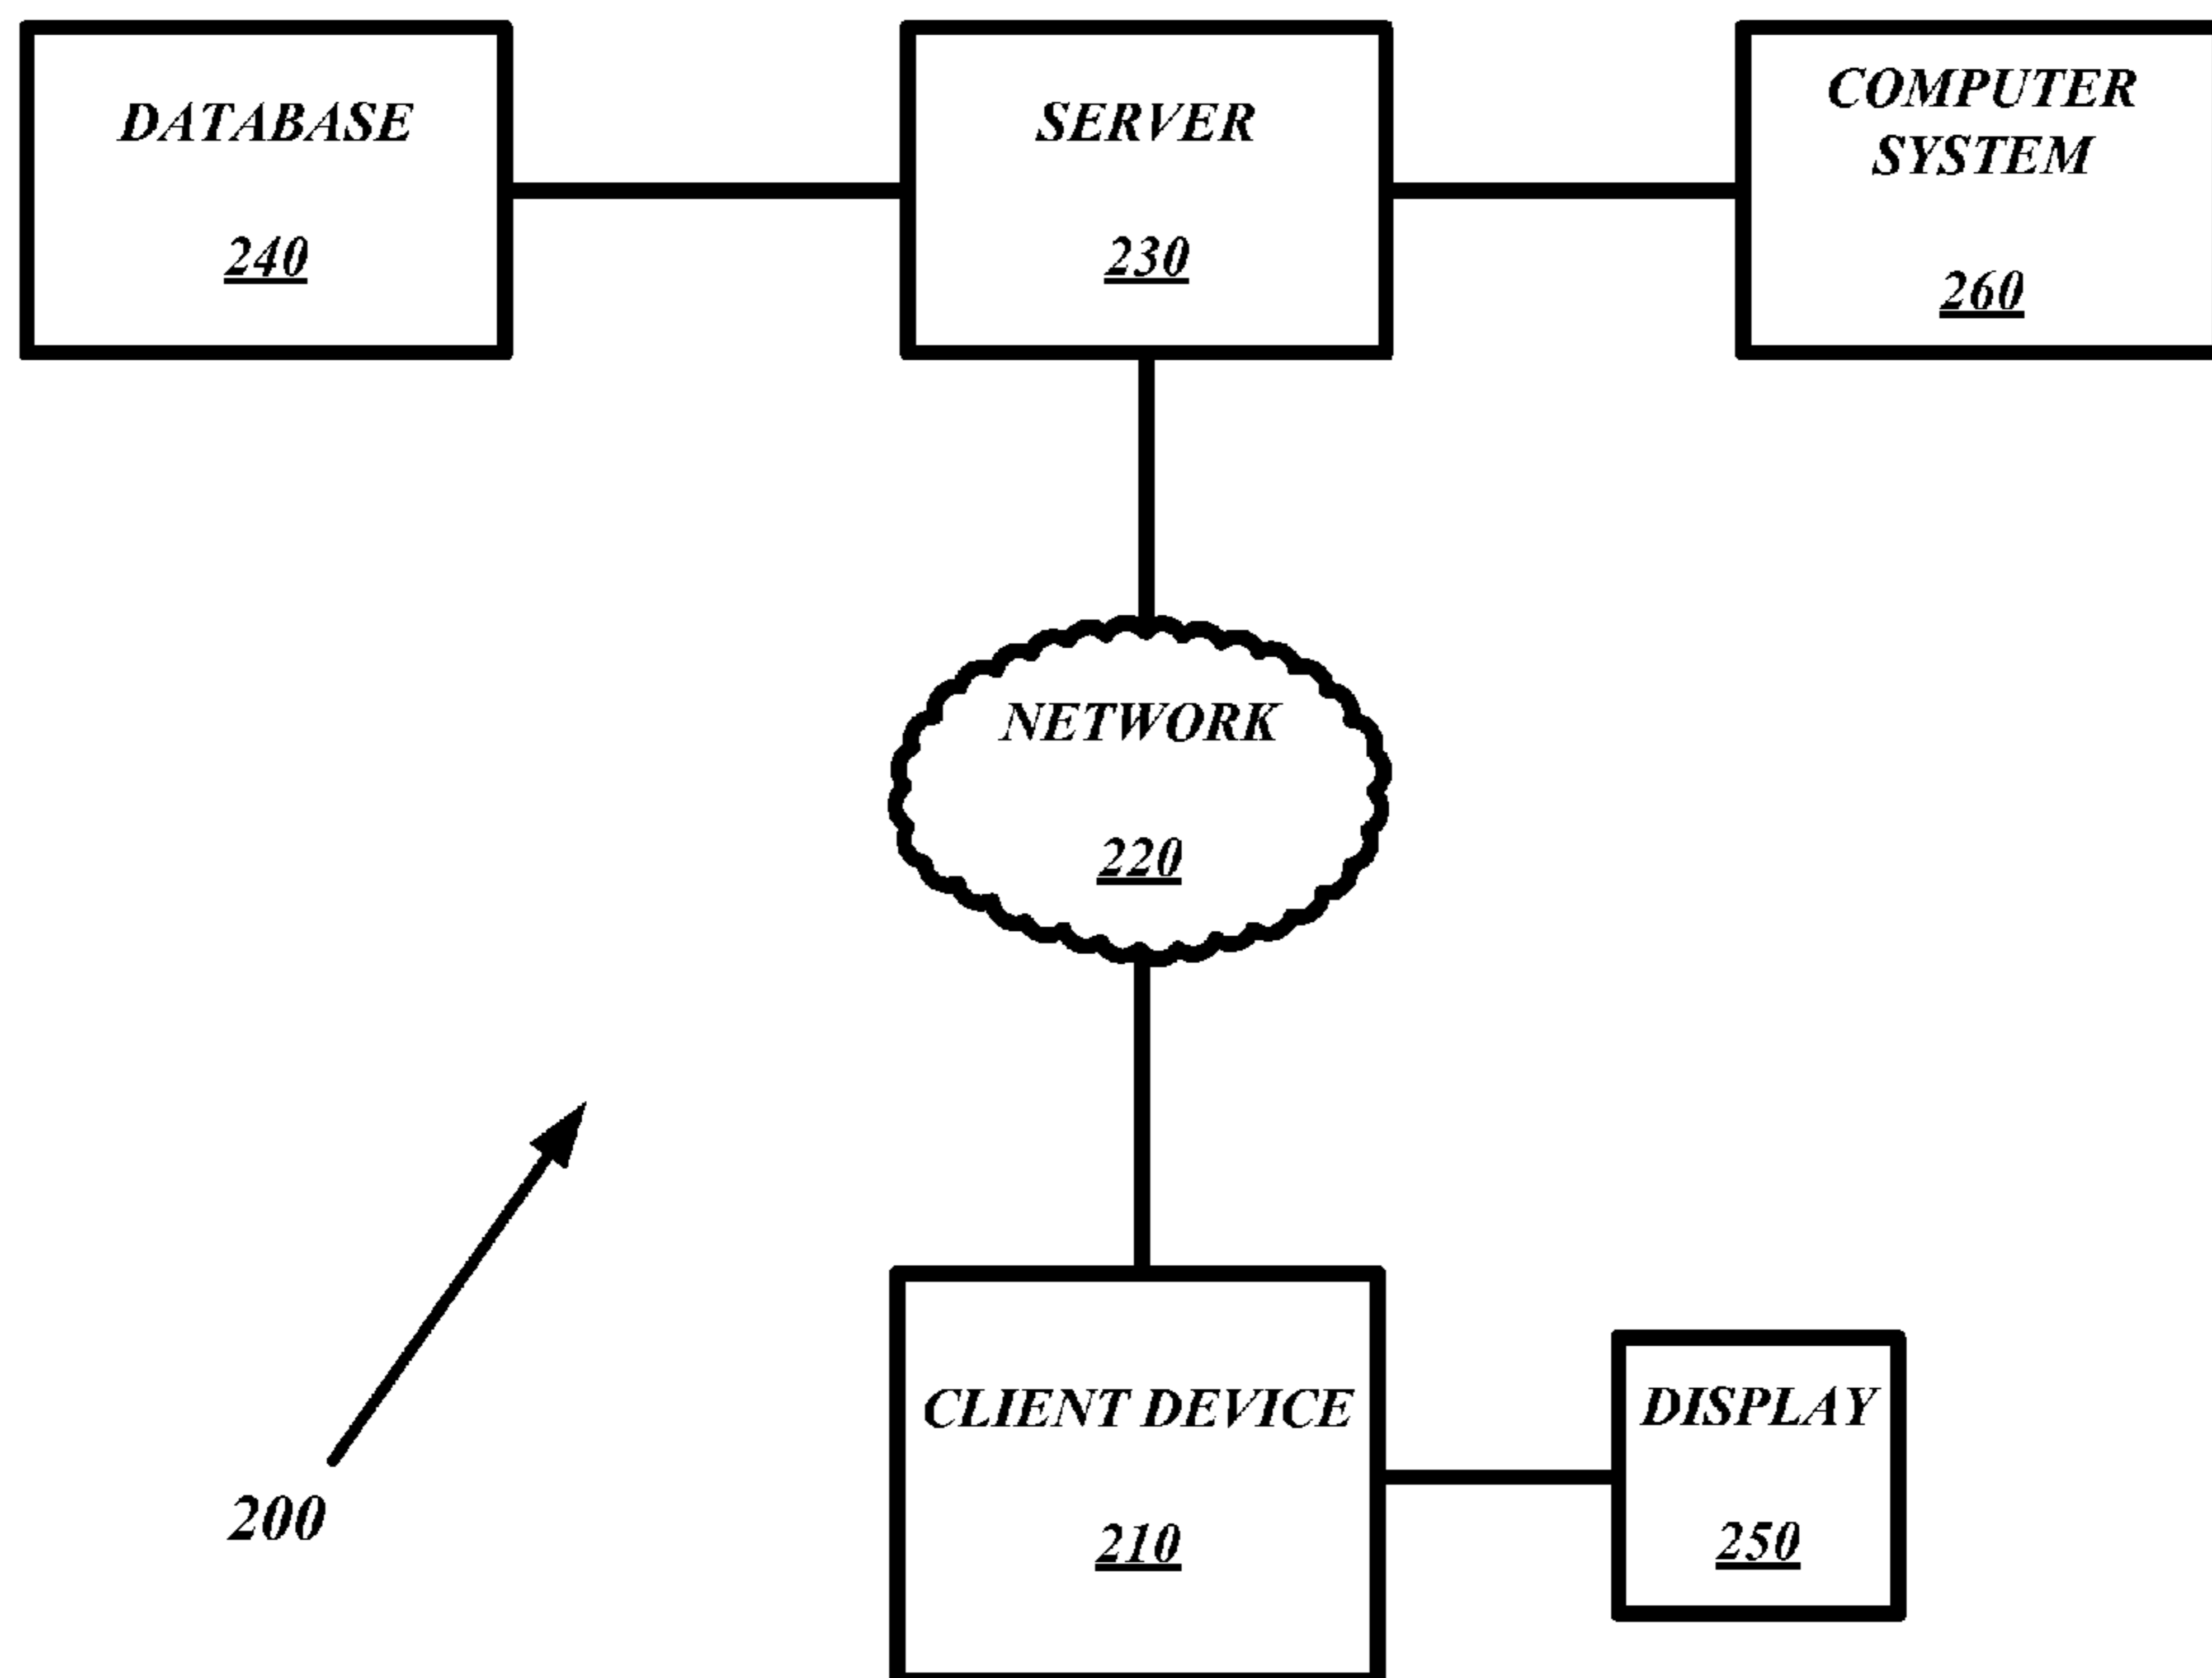 DATABASE
240
SERVER
230
COMPUTER
SYSTEM
260
NETWORK
220
CLIENT DEVICE
210
DISPLAY
250
200